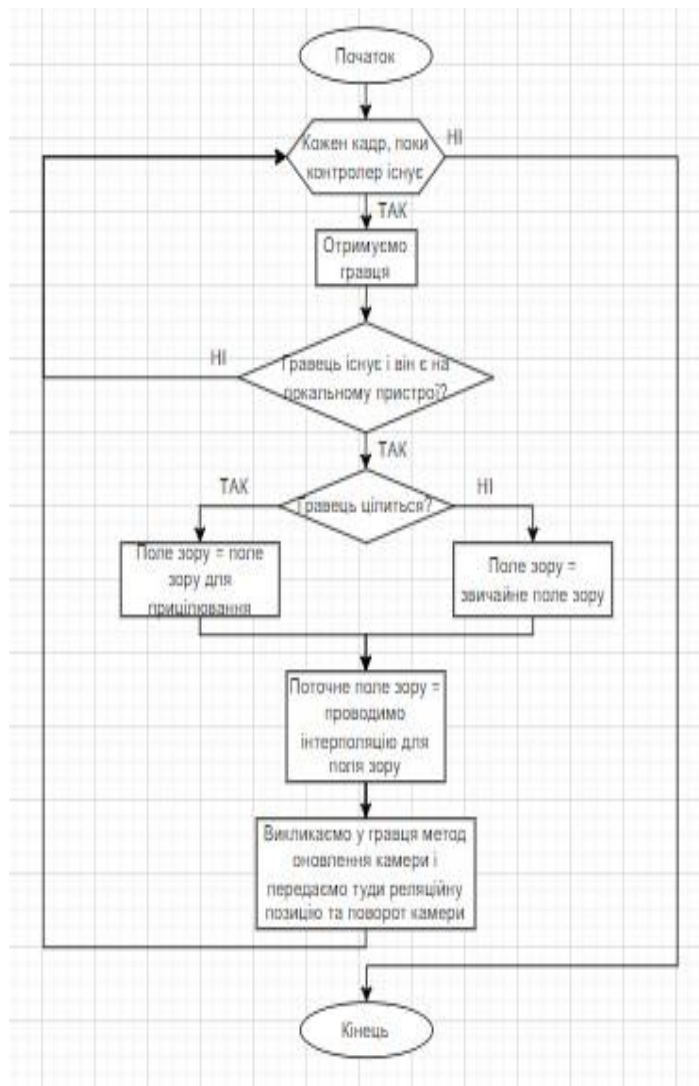 Початок
Кожен кадр, поки
контролер існує
НІ
ТАК
Отримуємо
гравця
НІ
Гравець існує і він є на
локальному пристрої?
ТАК
ТАК
Гравець цілиться?
НІ
Поле зору = поле
зору для
прицілювання
Поле зору =
звичайне поле зору
Поточне поле зору =
проводимо
інтерполяцію для
поля зору
Викликаємо у гравця метод
оновлення камери і
передаємо туди реляційну
позицію та поворот камери
Кінець